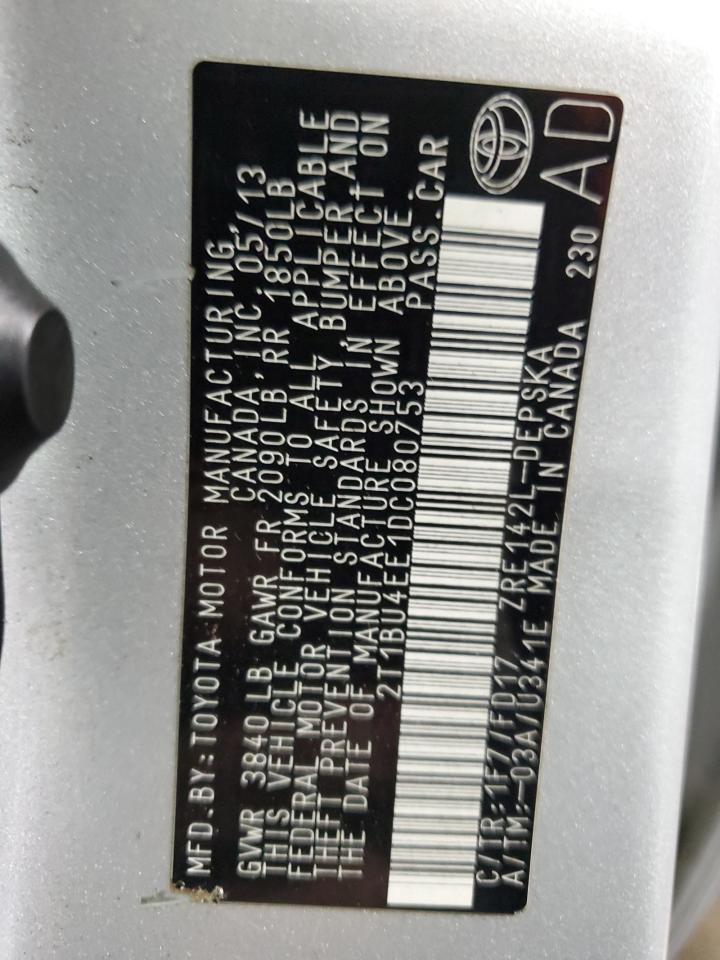 MFD.BY:TOYOTA MOTOR MANUFACTURING,
CANADA, INC. 05/13
GVWR 3840 LB GAWR FR 2090LB RR 1850LB
THIS VEHICLE CONFORMS TO ALL APPLICABLE
FEDERAL MOTOR VEHICLE SAFETY, BUMPER, AND
THEFT PREVENTION STANDARDS IN EFFECT ON
THE DATE OF MANUFACTURE SHOWN ABOVE.
2T1BU4EE1DC080753 PASS.CAR
C/TR:1F7/FD17 ZRE142L-DEPSKA
A/TM:-03A/U341E MADE IN CANADA 230
AD